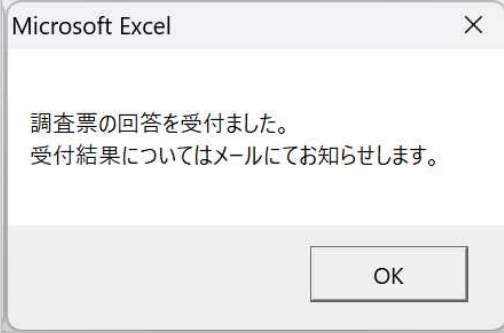 Microsoft Excel
調査票の回答を受付ました。
受付結果についてはメールにてお知らせします。
OK